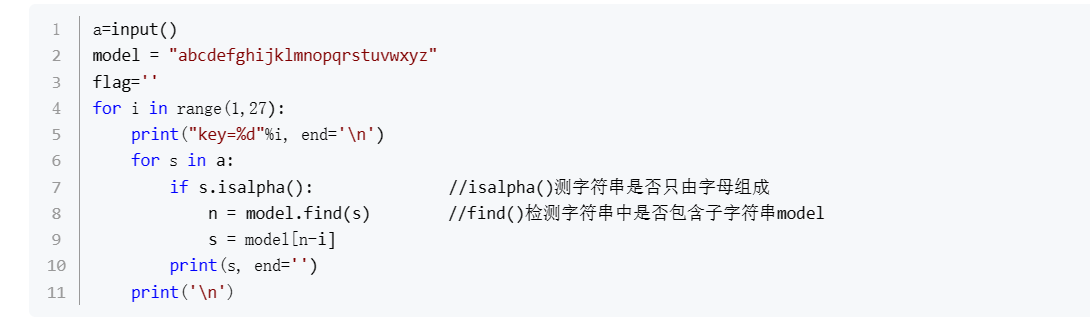 1 a=input()
2 model = "abcdefghijklmnopqrstuvwxyz"
3 flag=''
4 for i in range(1,27):
5     print("key=%d"%i, end='\n')
6     for s in a:
7         if s.isalpha():             //isalpha()测字符串是否只由字母组成
8             n = model.find(s)       //find()检测字符串中是否包含子字符串model
9             s = model[n-i]
10         print(s, end='')
11     print('\n')